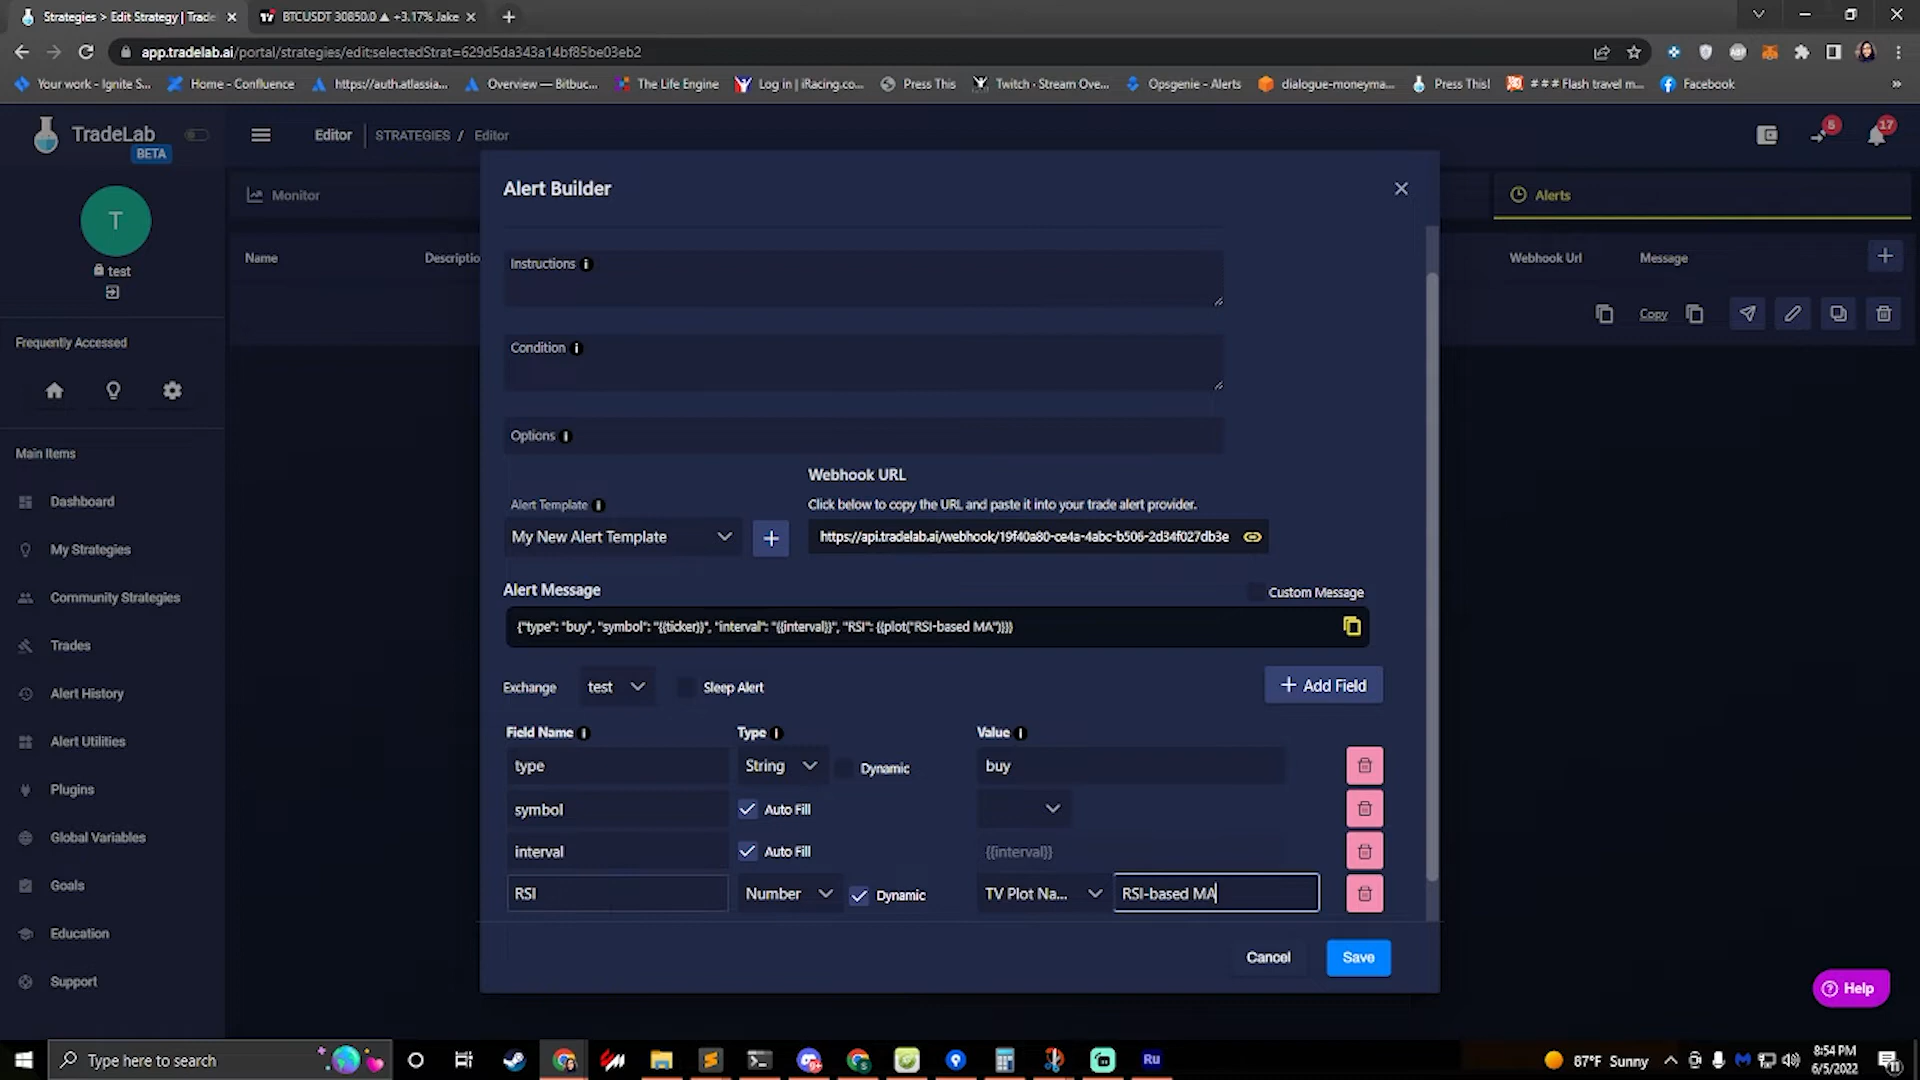 Strategies > Edit Strategy | Trade
BTCUSDT 30850.0 ▲ +3.17% Jake
app.tradelab.ai/portal/strategies/edit;selectedStrat=629d5da343a14bf85be03eb2
Your work - Ignite S...
Home - Confluence
https://auth.atlassia...
Overview — Bitbuc...
The Life Engine
Log in | iRacing.co...
Press This
Twitch - Stream Ove...
Opsgenie - Alerts
dialogue-moneyma...
Press This!
# # # Flash travel m...
Facebook
»
TradeLab
BETA
Editor
STRATEGIES / Editor
5
17
T
test
Monitor
Alerts
Name
Descriptio
Webhook Url
Message
Copy
Frequently Accessed
Main Items
Dashboard
My Strategies
Community Strategies
Trades
Alert History
Alert Utilities
Plugins
Global Variables
Goals
Education
Support
Alert Builder
Instructions
Condition
Options
Webhook URL
Alert Template
Click below to copy the URL and paste it into your trade alert provider.
My New Alert Template
https://api.tradelab.ai/webhook/19f40a80-ce4a-4abc-b506-2d34f027db3e
Alert Message
Custom Message
{"type": "buy", "symbol": "{{ticker}}", "interval": "{{interval}}", "RSI": {{plot("RSI-based MA")}}}
Exchange
test
Sleep Alert
+ Add Field
Field Name
Type
Value
type
String
Dynamic
buy
symbol
Auto Fill
interval
Auto Fill
{{interval}}
RSI
Number
Dynamic
TV Plot Na...
RSI-based MA
Cancel
Save
Help
Type here to search
Ru
87°F Sunny
8:54 PM
6/5/2022